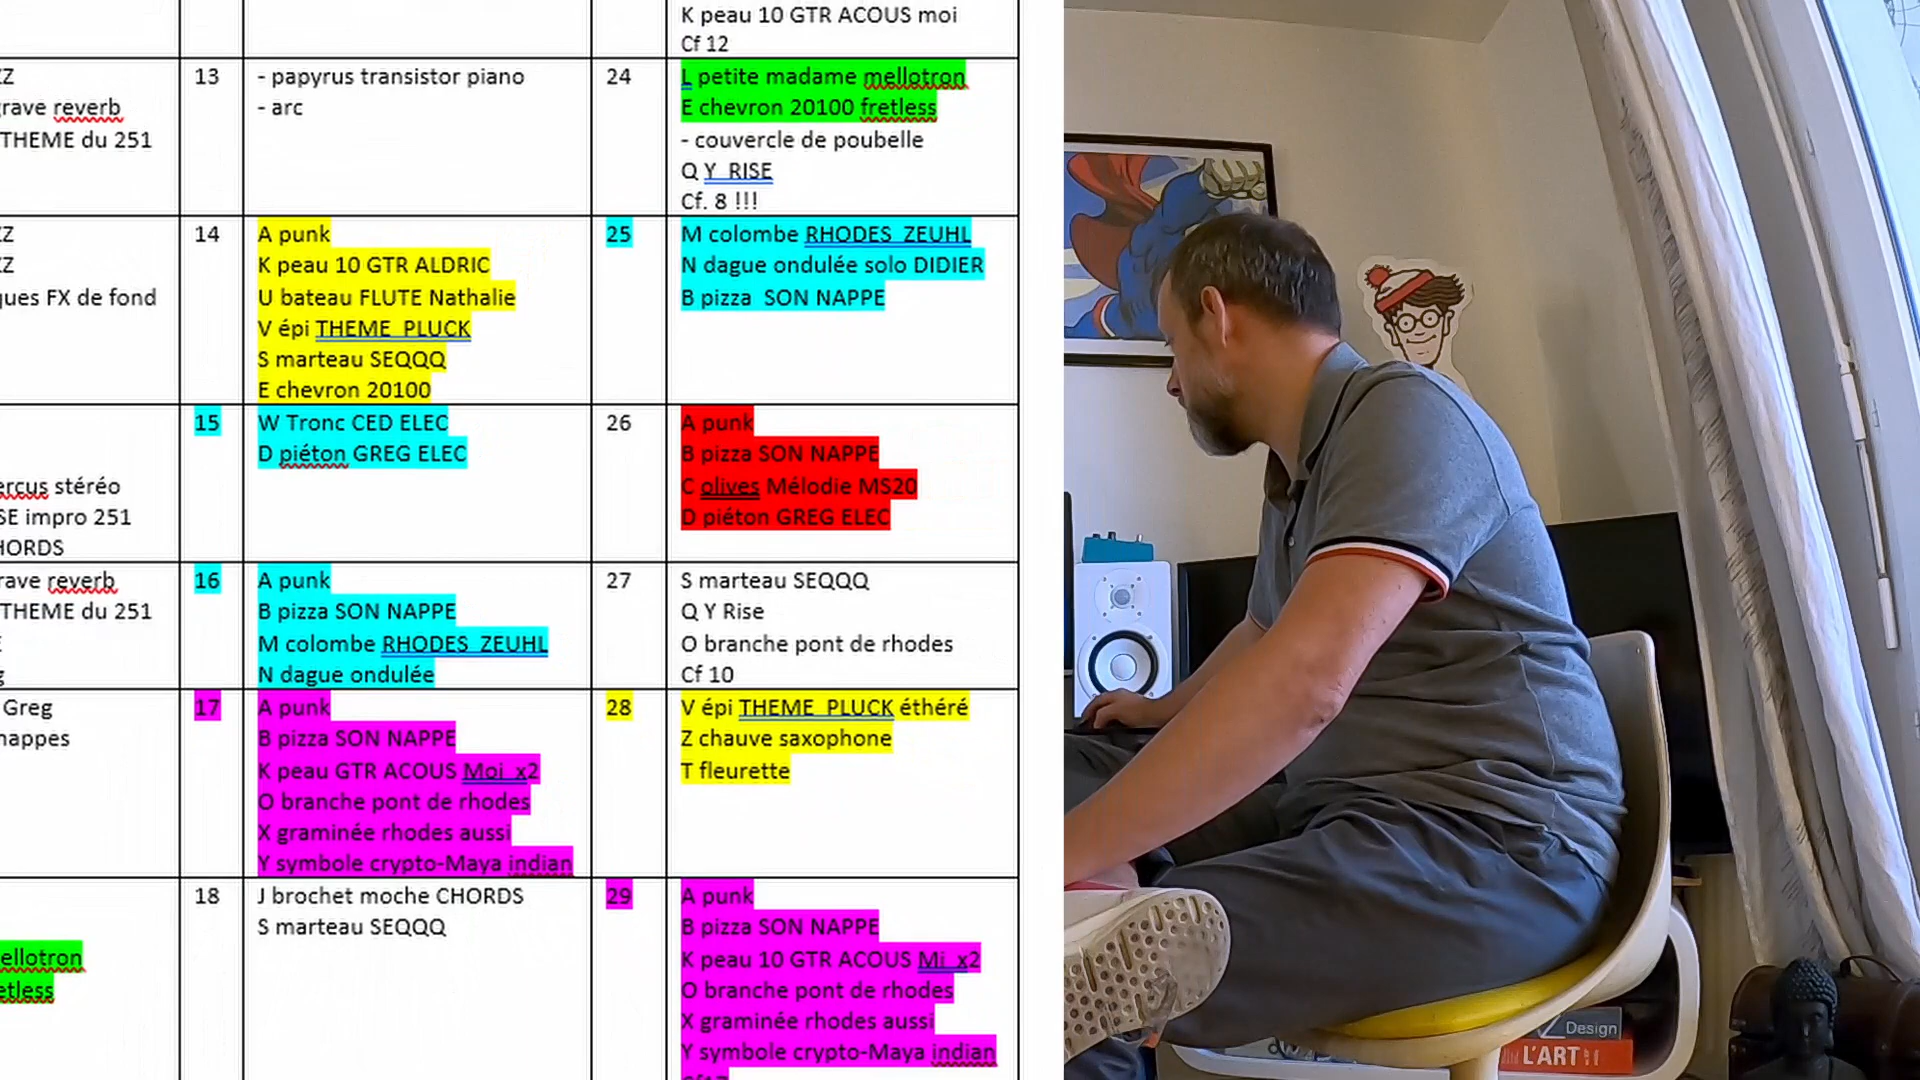 K peau 10 GTR ACOUS moi
Cf 12
ZZ
grave reverb
THEME du 251
13
- papyrus transistor piano
- arc
24
L petite madame mellotron
E chevron 20100 fretless
- couvercle de poubelle
Q Y RISE
Cf. 8 !!!
ques FX de fond
14
A punk
K peau 10 GTR ALDRIC
U bateau FLUTE Nathalie
V épi THEME PLUCK
S marteau SEQQQ
E chevron 20100
25
M colombe RHODES ZEUHL
N dague ondulée solo DIDIER
B pizza SON NAPPE
ercus stéréo
SE impro 251
HORDS
15
W Tronc CED ELEC
D piéton GREG ELEC
26
A punk
B pizza SON NAPPE
C olives Mélodie MS20
D piéton GREG ELEC
rave reverb
THEME du 251
16
A punk
B pizza SON NAPPE
M colombe RHODES ZEUHL
N dague ondulée
27
S marteau SEQQQ
Q Y Rise
O branche pont de rhodes
Cf 10
Greg
nappes
17
A punk
B pizza SON NAPPE
K peau GTR ACOUS Moi x2
O branche pont de rhodes
X graminée rhodes aussi
Y symbole crypto-Maya indian
28
V épi THEME PLUCK éthéré
Z chauve saxophone
T fleurette
ellotron
etless
18
J brochet moche CHORDS
S marteau SEQQQ
29
A punk
B pizza SON NAPPE
K peau 10 GTR ACOUS Mi x2
O branche pont de rhodes
X graminée rhodes aussi
Y symbole crypto-Maya indian
Design
L'ART